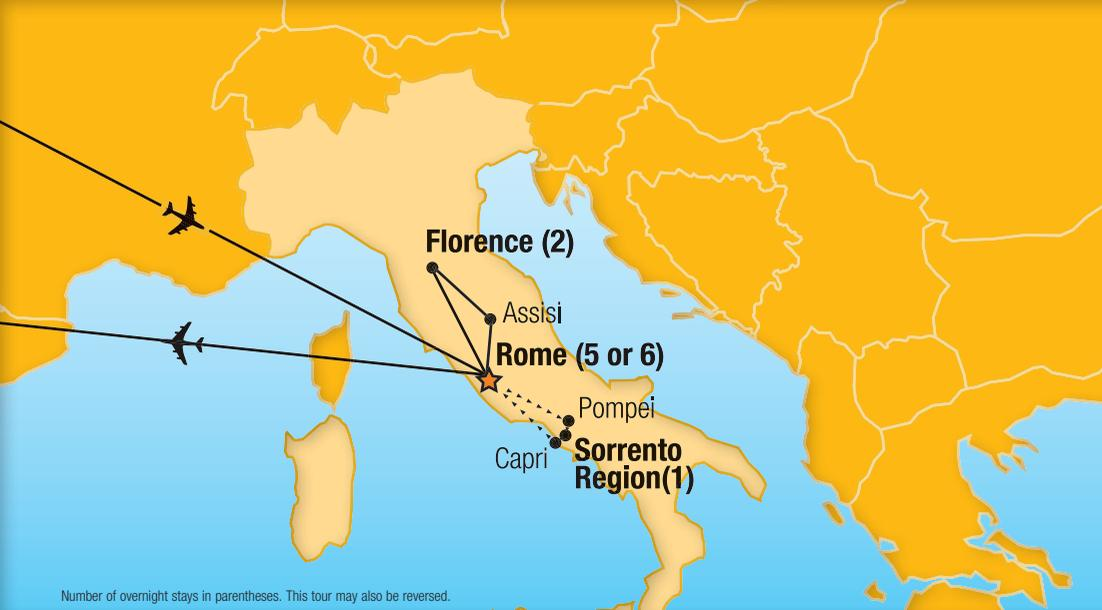 Florence (2)
Assisi
Rome (5 or 6)
Pompei
Capri
Sorrento
Region(1)
Number of overnight stays in parentheses. This tour may also be reversed.